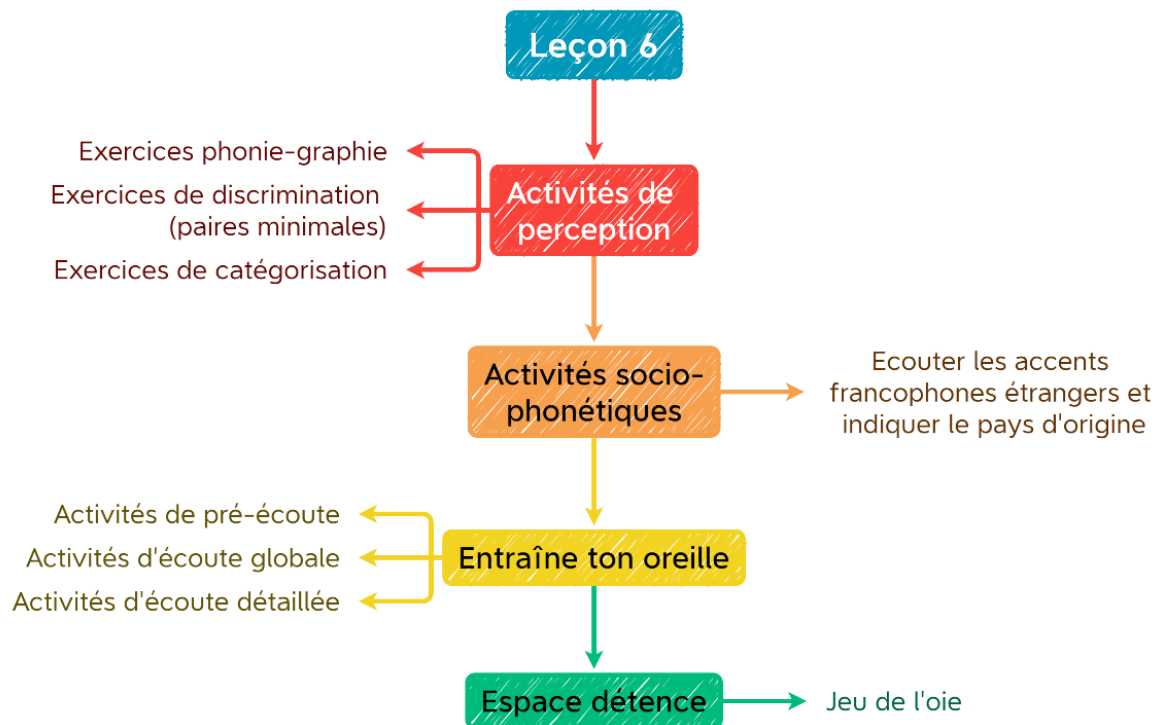 Leçon 6
Exercices phonie-graphie
Exercices de discrimination
(paires minimales)
Exercices de catégorisation
Activités de
perception
Activités socio-
phonétiques
Ecouter les accents
francophones étrangers et
indiquer le pays d'origine
Activités de pré-écoute
Activités d'écoute globale
Activités d'écoute détaillée
Entraîne ton oreille
Espace détence
Jeu de l'oie